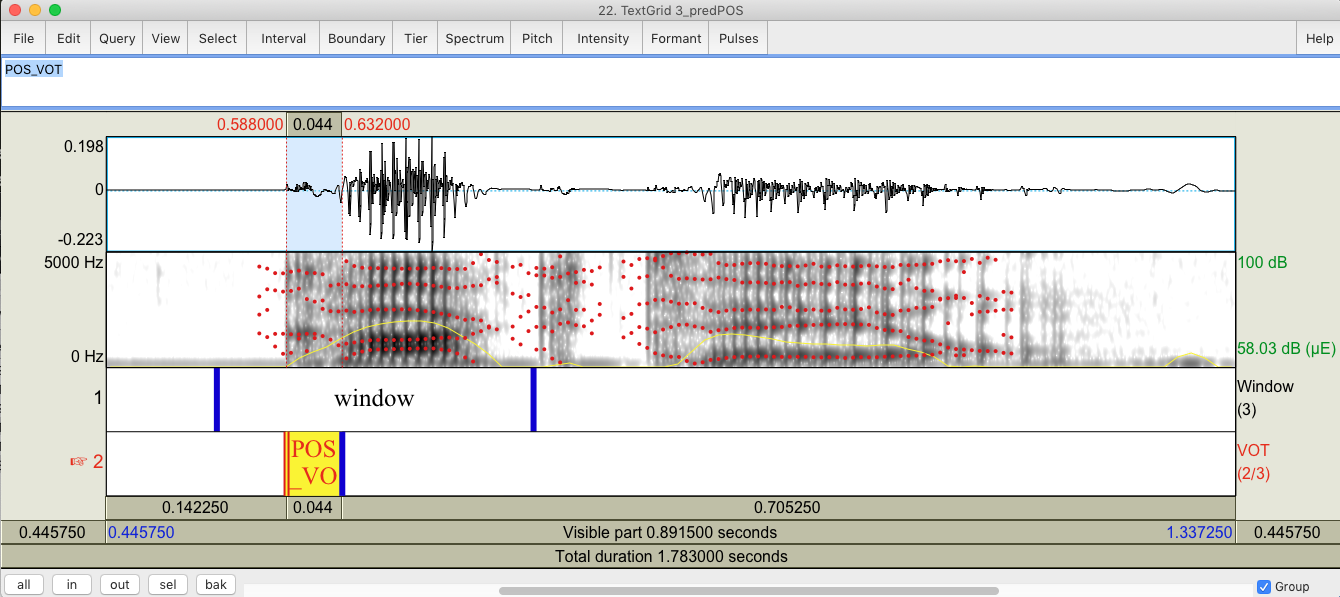 22. TextGrid 3_predPOS
File Edit Query View Select Interval Boundary Tier Spectrum Pitch Intensity Formant Pulses Help
POS_VOT
0.588000 0.044 0.632000
0.198
0
-0.223
5000 Hz 100 dB
0 Hz 58.03 dB (µE)
1 window Window
(3)
☞ 2 POS VOT
_VO (2/3)
0.142250 0.044 0.705250
0.445750 0.445750 Visible part 0.891500 seconds 1.337250 0.445750
Total duration 1.783000 seconds
all in out sel bak Group